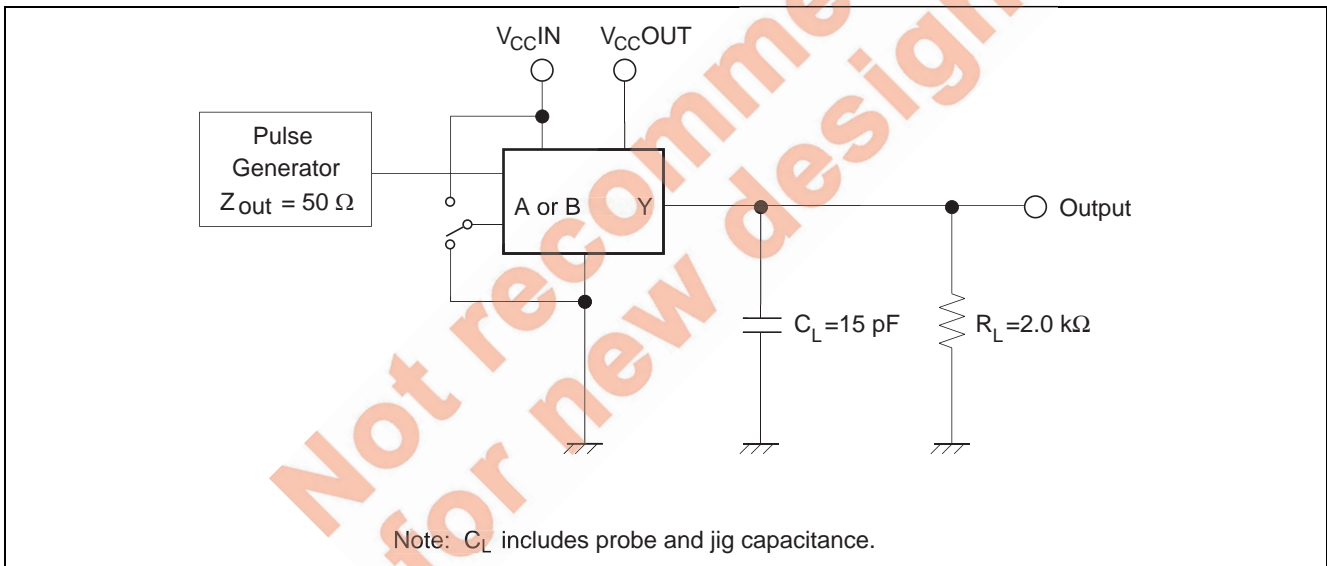 VCCIN VCCOUT
Pulse
Generator
Zout = 50 Ω
A or B Y
Output
CL=15 pF
RL=2.0 kΩ
Note: CL includes probe and jig capacitance.
Not recomme
for new design